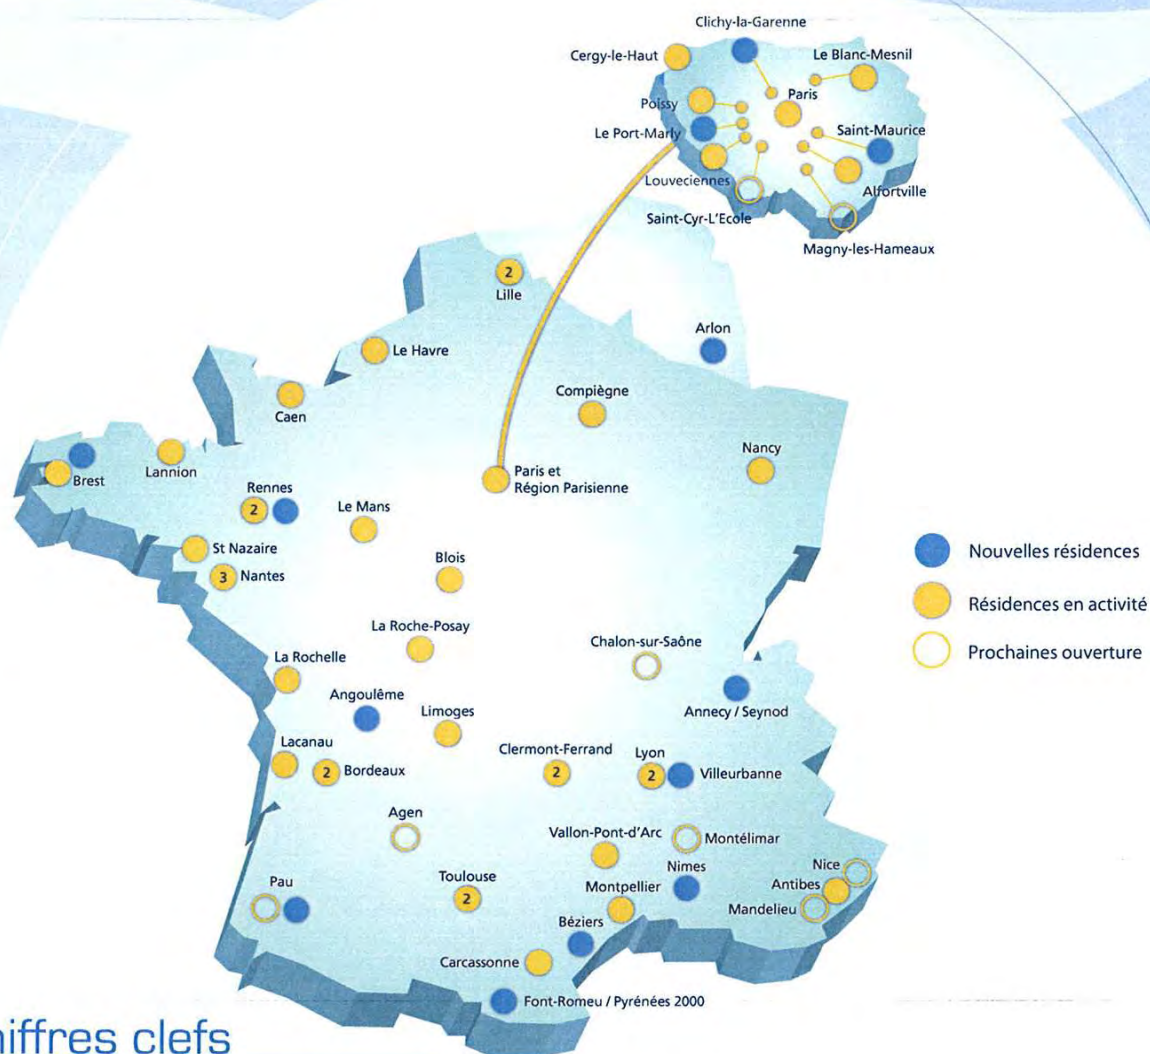 Clichy-la-Garenne
Cergy-le-Haut
Le Blanc-Mesnil
Poissy
Paris
Le Port-Marly
Saint-Maurice
Louveciennes
Alfortville
Saint-Cyr-L'Ecole
Magny-les-Hameaux
2
Lille
Arlon
Le Havre
Compiègne
Caen
Nancy
Brest
Lannion
Paris et
Région Parisienne
Rennes
2
Le Mans
St Nazaire
3 Nantes
Blois
Nouvelles résidences
Résidences en activité
Prochaines ouverture
La Roche-Posay
Chalon-sur-Saône
La Rochelle
Angoulême
Limoges
Annecy / Seynod
Lacanau
2 Bordeaux
Clermont-Ferrand
2
Lyon
2
Villeurbanne
Agen
Vallon-Pont-d'Arc
Montélimar
Nimes
Nice
Antibes
Mandelieu
Pau
Toulouse
2
Montpellier
Béziers
Carcassonne
Font-Romeu / Pyrénées 2000
iffres clefs